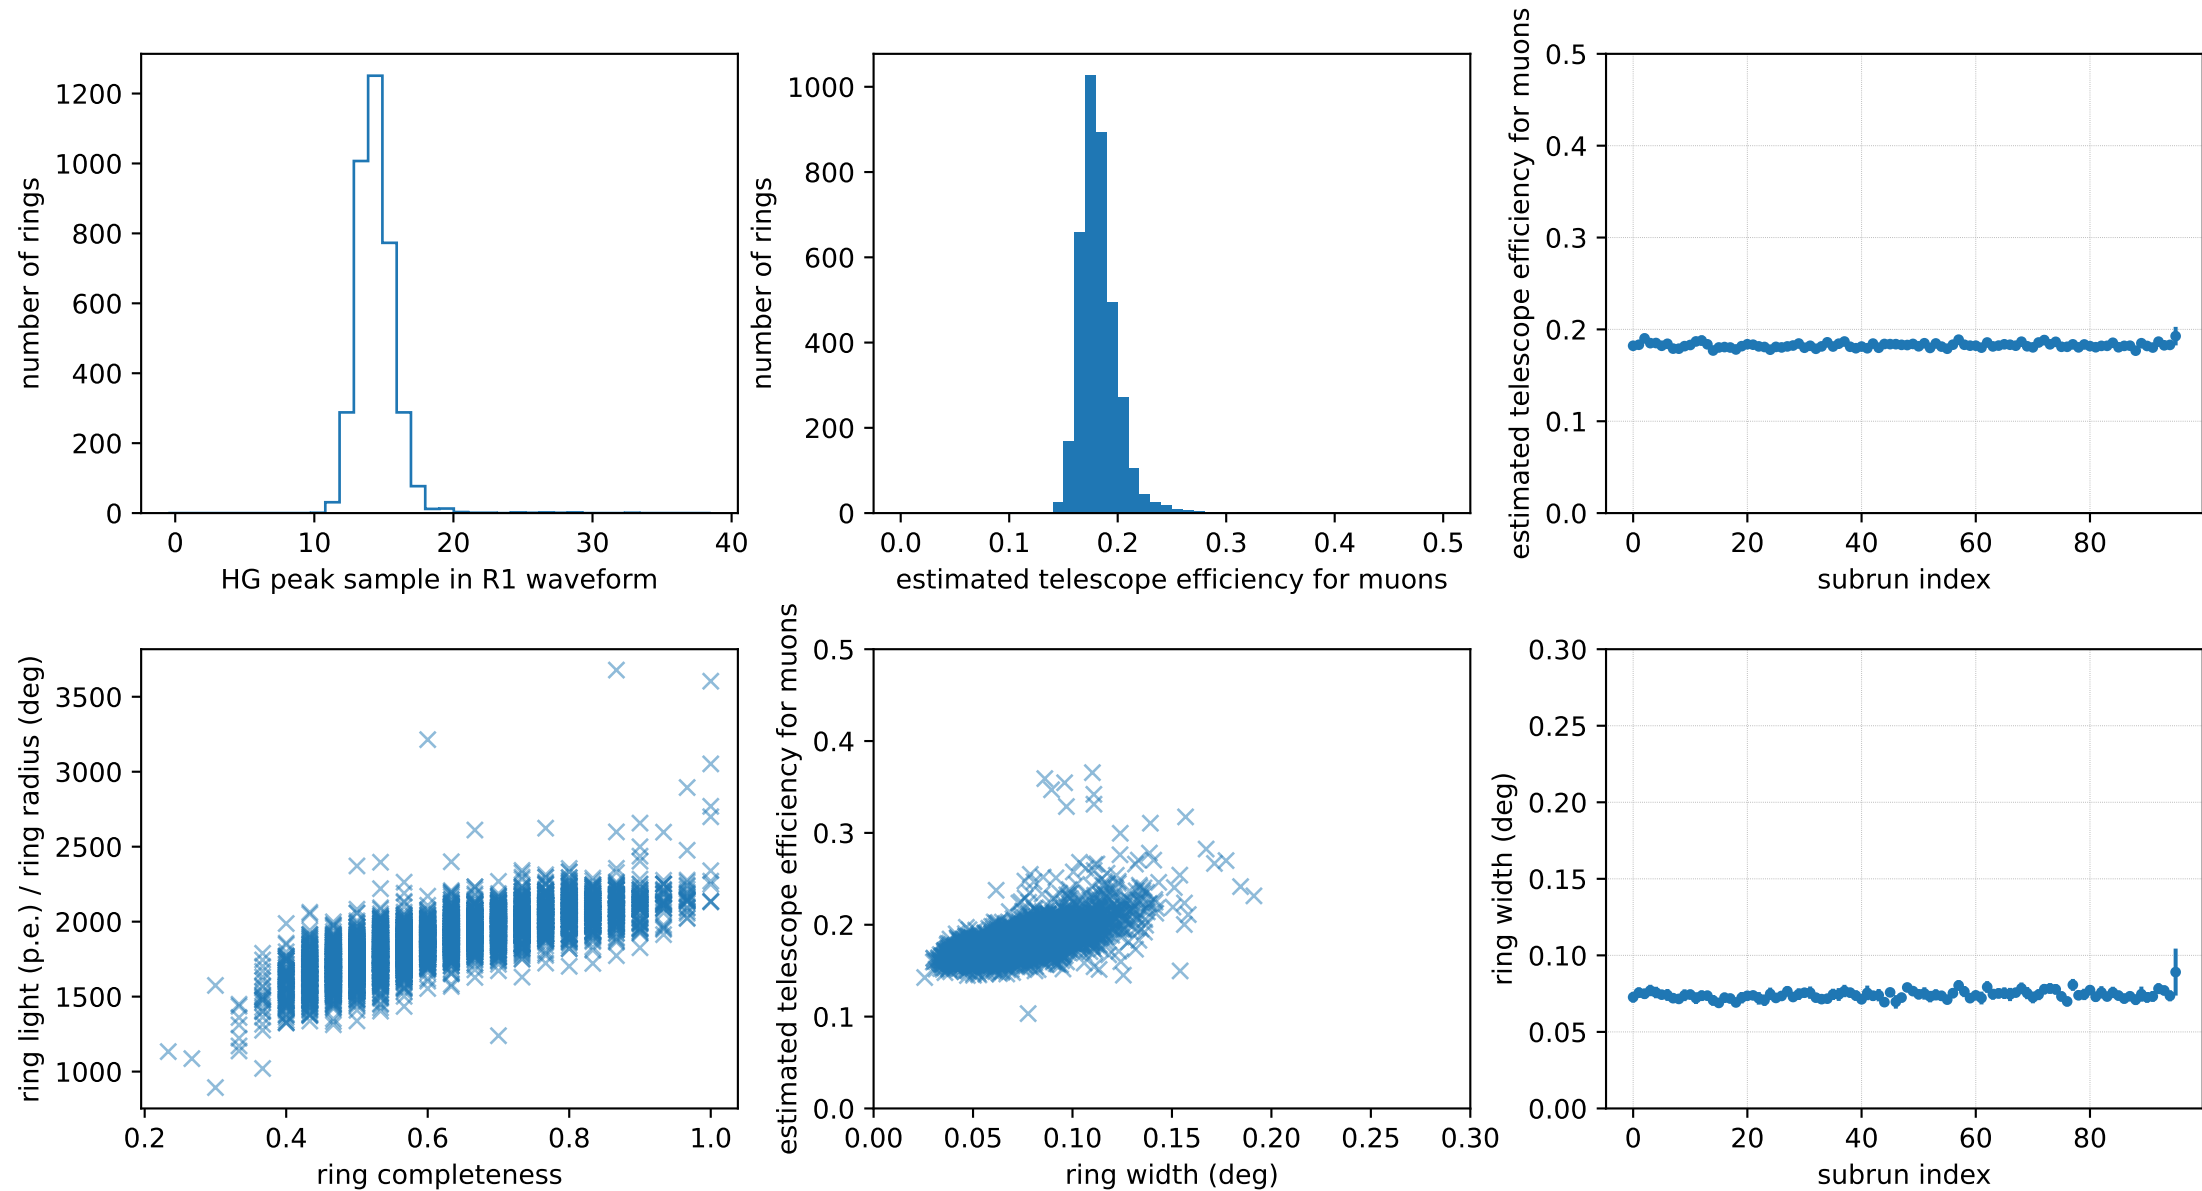 number of rings
1200
1000
800
600
400
200
0
0 10 20 30 40
HG peak sample in R1 waveform
number of rings
1000
800
600
400
200
0
0.0 0.1 0.2 0.3 0.4 0.5
estimated telescope efficiency for muons
estimated telescope efficiency for muons
0.5
0.4
0.3
0.2
0.1
0.0
0 20 40 60 80
subrun index
ring light (p.e.) / ring radius (deg)
3500
3000
2500
2000
1500
1000
0.2 0.4 0.6 0.8 1.0
ring completeness
estimated telescope efficiency for muons
0.5
0.4
0.3
0.2
0.1
0.0
0.00 0.05 0.10 0.15 0.20 0.25 0.30
ring width (deg)
ring width (deg)
0.30
0.25
0.20
0.15
0.10
0.05
0.00
0 20 40 60 80
subrun index